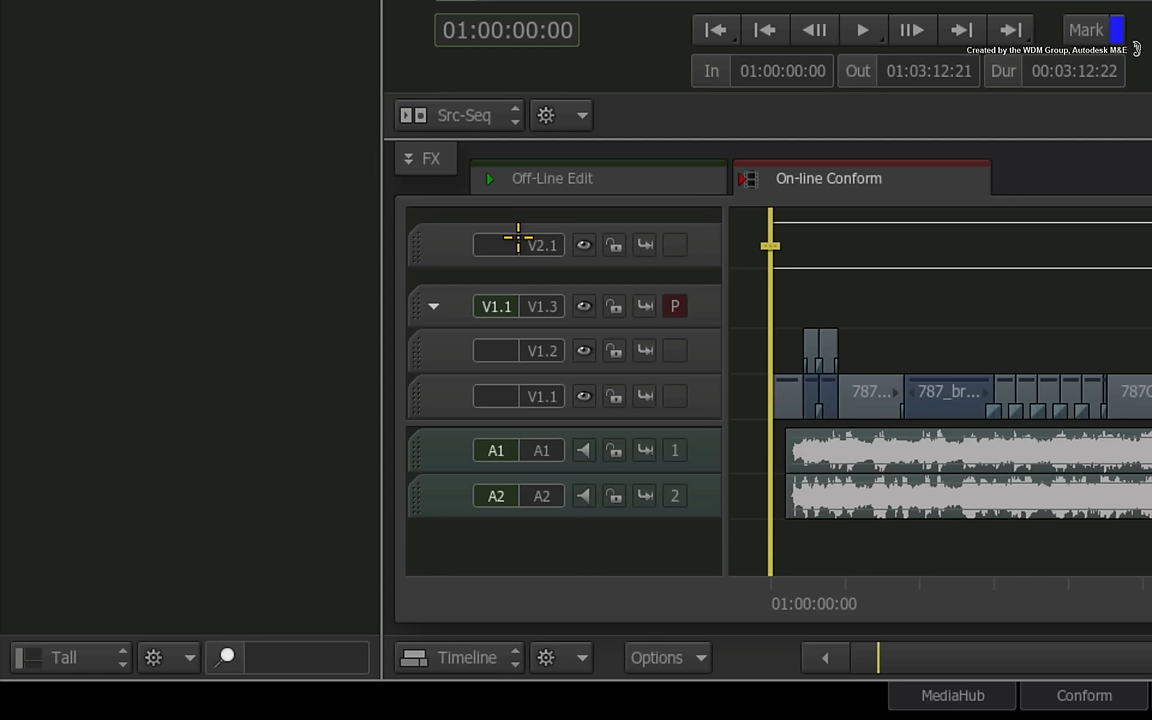 01:00:00:00
Mark
Created by the WDM Group, Autodesk M&E
In 01:00:00:00 Out 01:03:12:21 Dur 00:03:12:22
Src-Seq
FX
Off-Line Edit
On-line Conform
V2.1
V1.1 V1.3 P
V1.2
V1.1
787... 787_br... 787
A1 A1 1
A2 A2 2
01:00:00:00
Tall
Timeline
Options
MediaHub
Conform